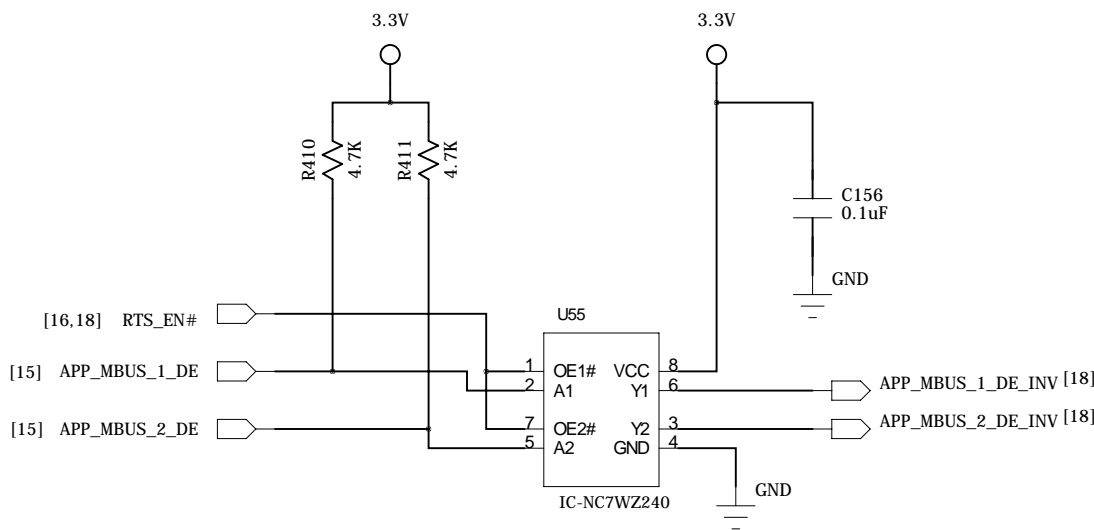 3.3V
3.3V
R410
4.7K
R411
4.7K
C156
0.1uF
GND
[16,18] RTS_EN#
U55
[15] APP_MBUS_1_DE
1 OE1# VCC 8
2 A1 Y1 6
APP_MBUS_1_DE_INV [18]
[15] APP_MBUS_2_DE
7 OE2# Y2 3
APP_MBUS_2_DE_INV [18]
5 A2 GND 4
GND
IC-NC7WZ240